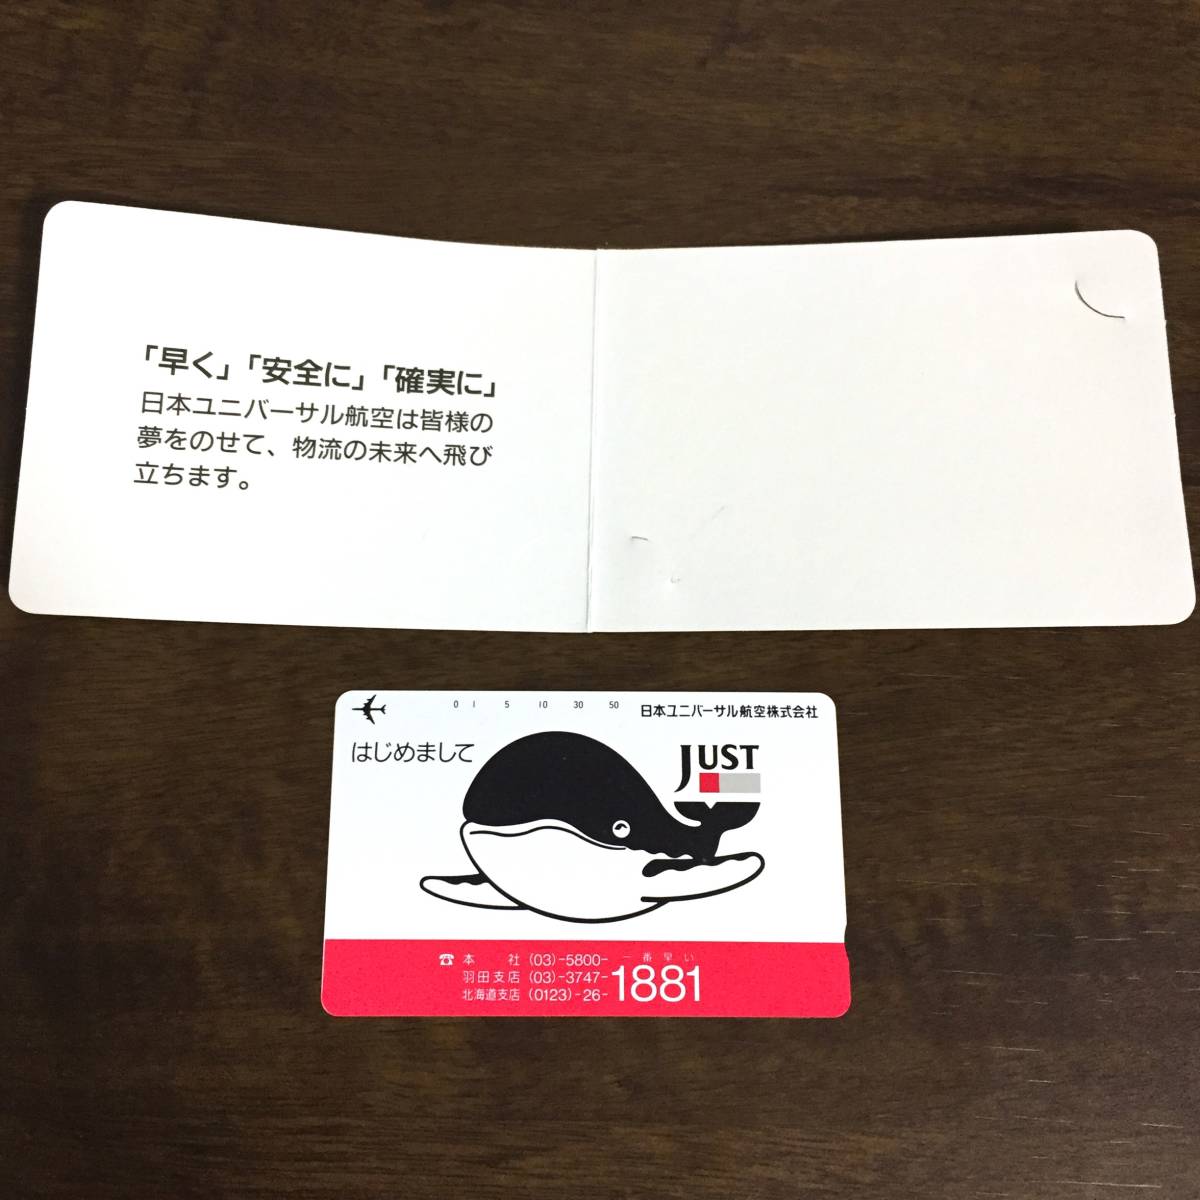 「早く」「安全に」「確実に」
日本ユニバーサル航空は皆様の
夢をのせて、物流の未来へ飛び
立ちます。
0 1 5 10 30 50 日本ユニバーサル航空株式会社
はじめまして
JUST
一番早い
☎ 本 社 (03)-5800-
羽田支店 (03)-3747-1881
北海道支店 (0123)-26-